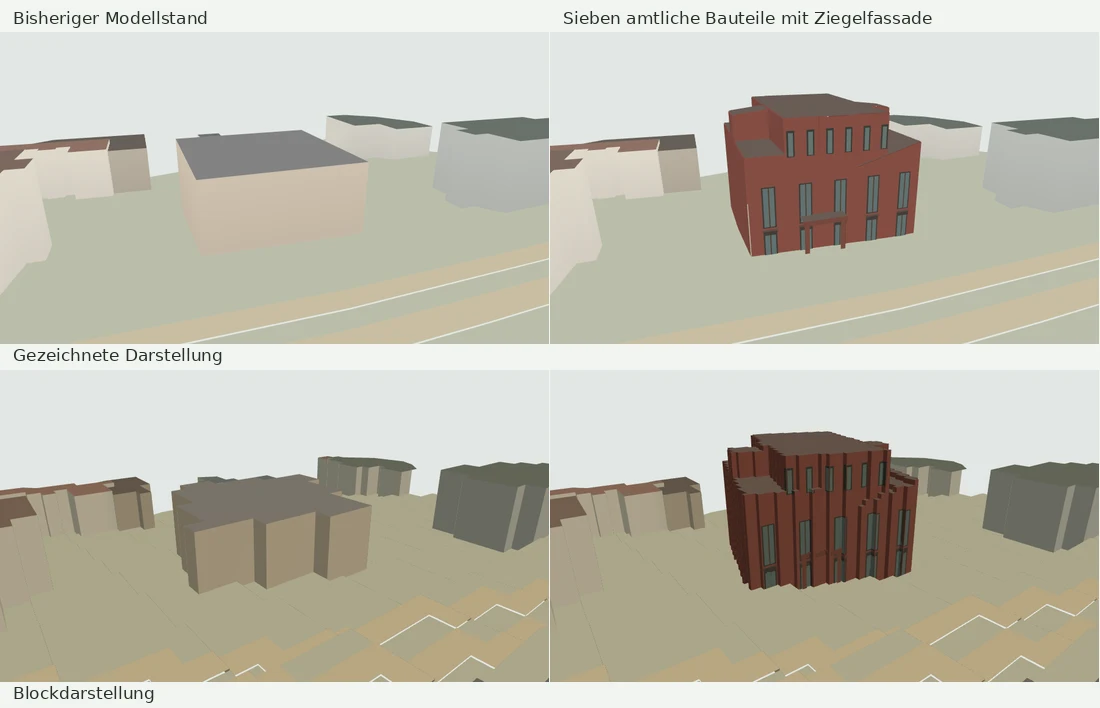 Bisheriger Modellstand
Sieben amtliche Bauteile mit Ziegelfassade
Gezeichnete Darstellung
Blockdarstellung